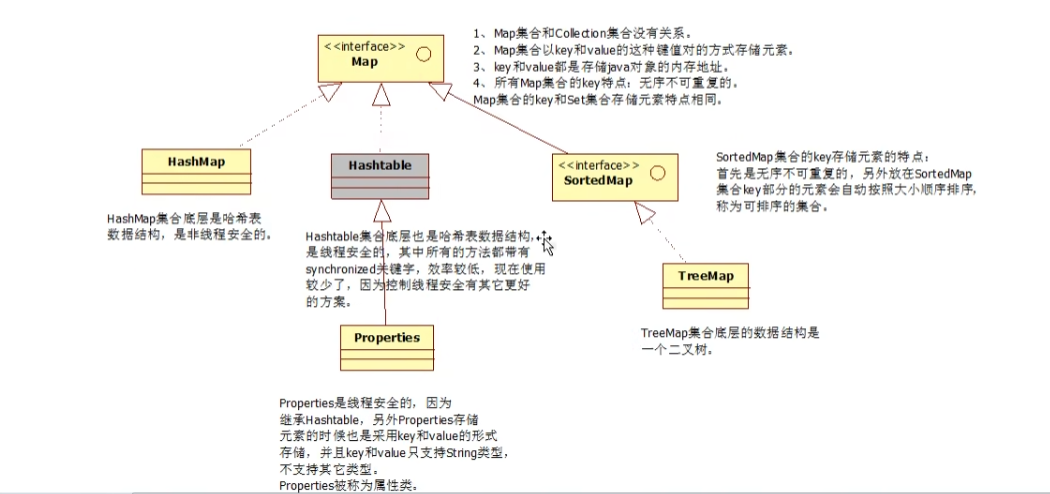 <<interface>>
Map
1、Map集合和Collection集合没有关系。
2、Map集合以key和value的这种键值对的方式存储元素。
3、key和value都是存储java对象的内存地址。
4、所有Map集合的key特点：无序不可重复的。
Map集合的key和Set集合存储元素特点相同。
HashMap
Hashtable
<<interface>>
SortedMap
SortedMap集合的key存储元素的特点：
首先是无序不可重复的，另外放在SortedMap
集合key部分的元素会自动按照大小顺序排序，
称为可排序的集合。
HashMap集合底层是哈希表
数据结构，是非线程安全的。
Hashtable集合底层也是哈希表数据结构，
是线程安全的，其中所有的方法都带有
synchronized关键字，效率较低，现在使用
较少了，因为控制线程安全有其它更好
的方案。
TreeMap
TreeMap集合底层的数据结构是
一个二叉树。
Properties
Properties是线程安全的，因为
继承Hashtable，另外Properties存储
元素的时候也是采用key和value的形式
存储，并且key和value只支持String类型，
不支持其它类型。
Properties被称为属性类。